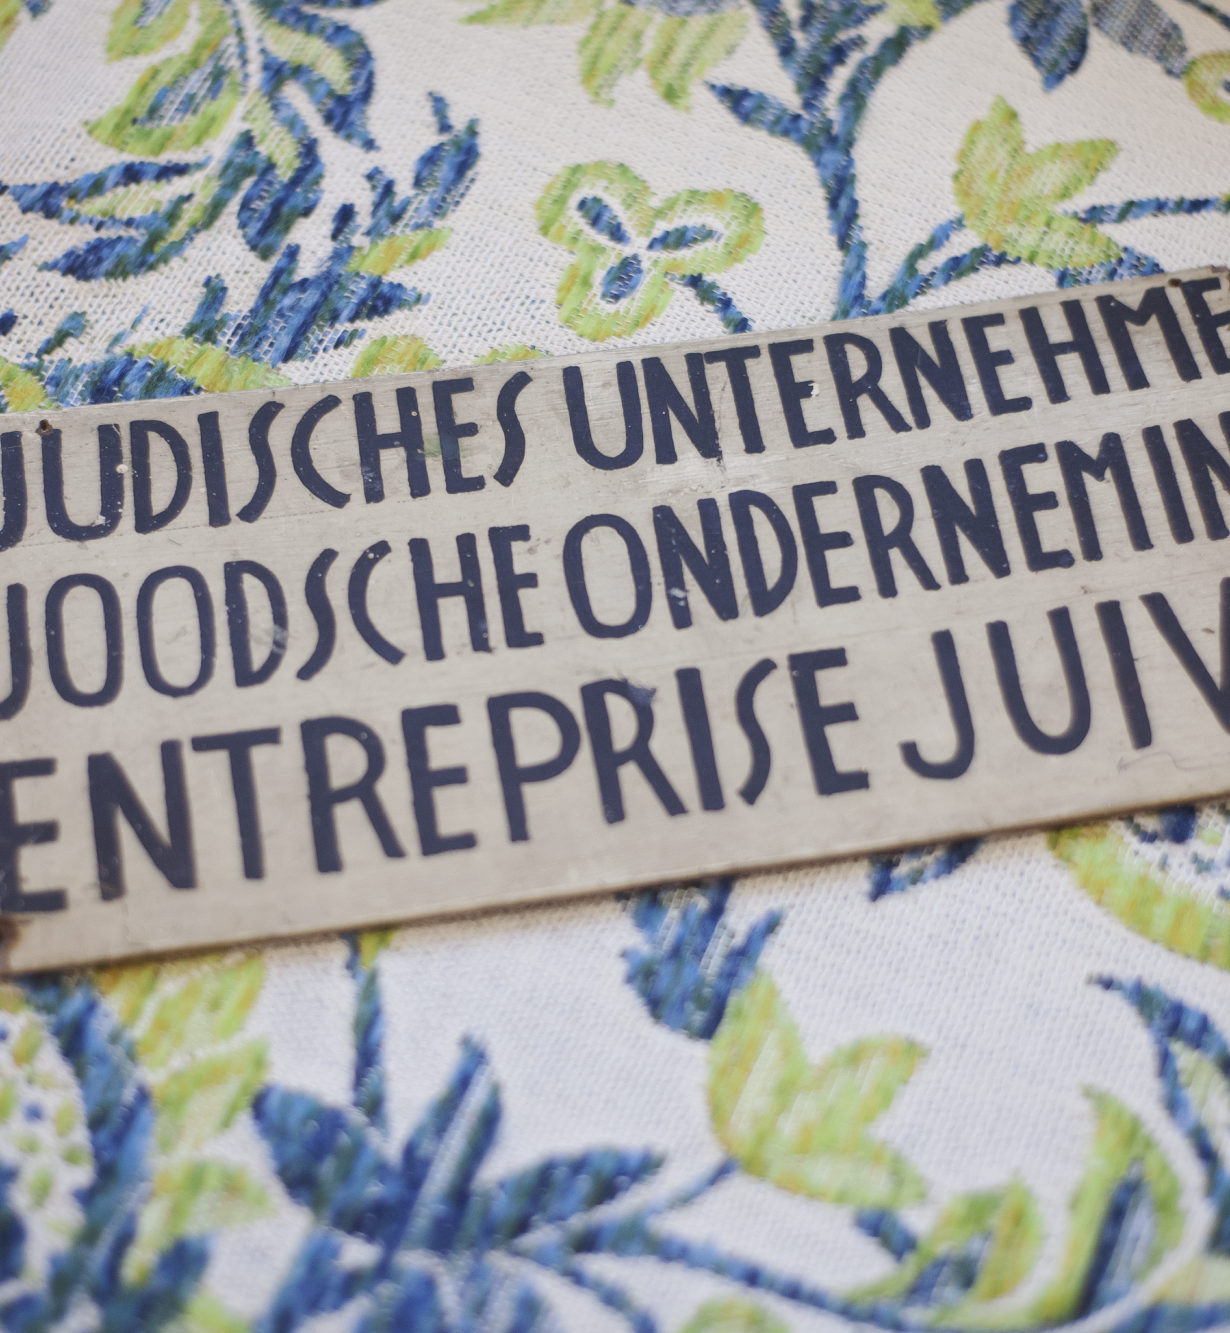 JUDISCHES UNTERNEHME
JOODSCHE ONDERNEMIN
ENTREPRISE JUIV